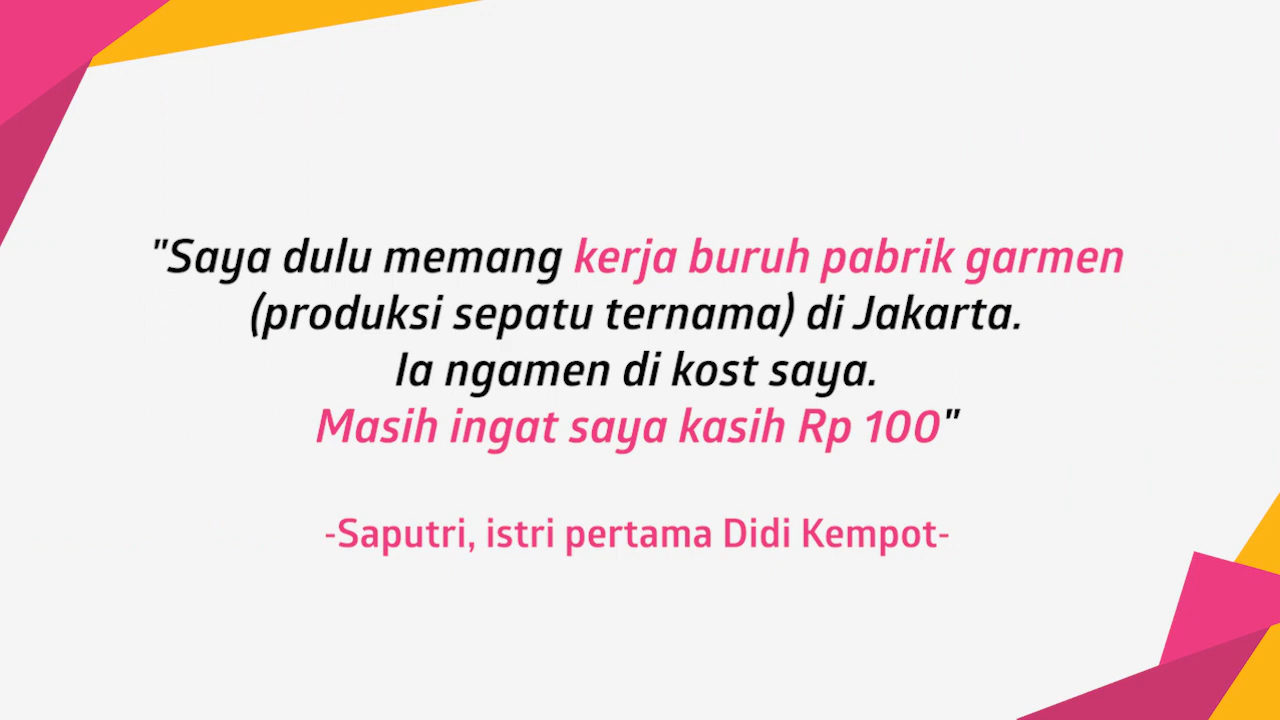 "Saya dulu memang kerja buruh pabrik garmen
(produksi sepatu ternama) di Jakarta.
Ia ngamen di kost saya.
Masih ingat saya kasih Rp 100"
-Saputri, istri pertama Didi Kempot-